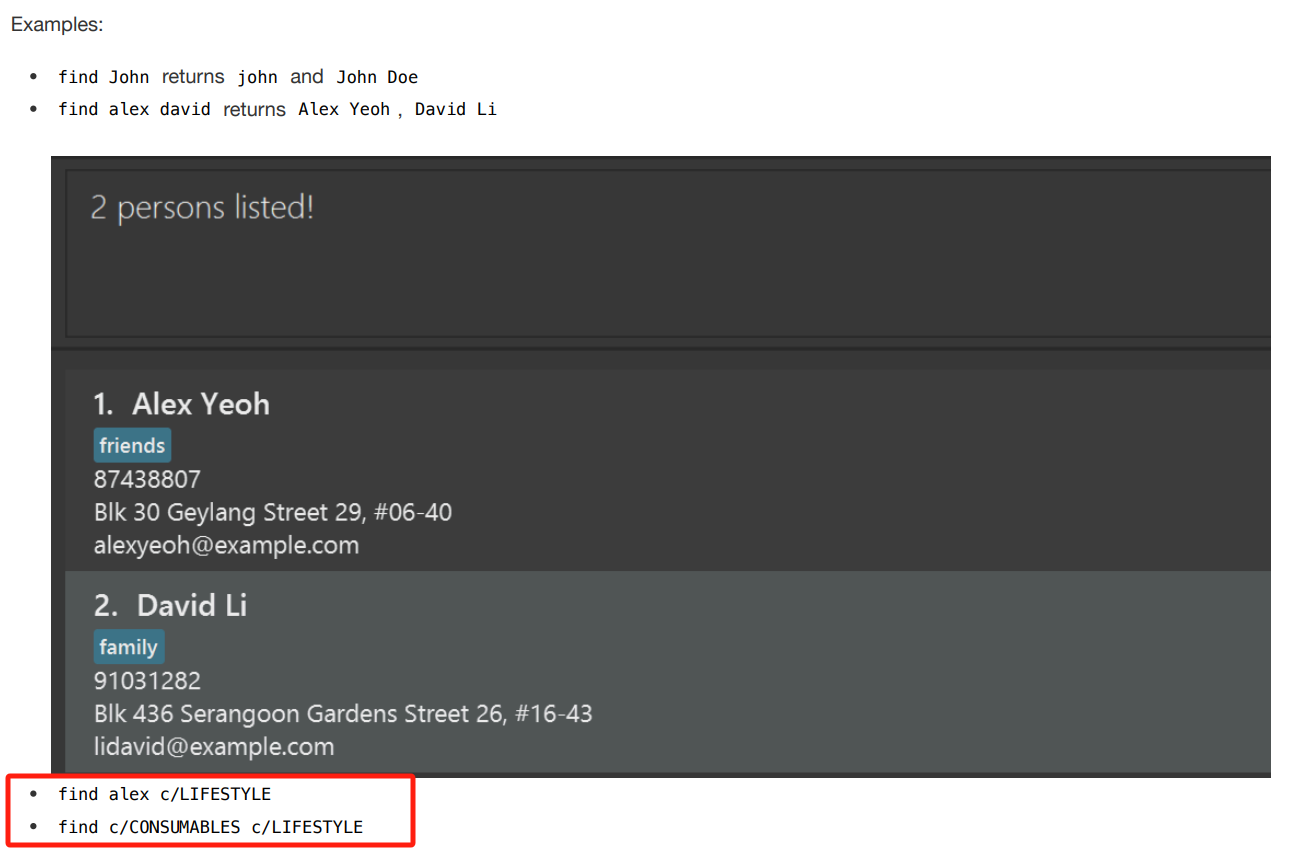 Examples:
find John returns john and John Doe
find alex david returns Alex Yeoh , David Li
2 persons listed!
1. Alex Yeoh
friends
87438807
Blk 30 Geylang Street 29, #06-40
alexyeoh@example.com
2. David Li
family
91031282
Blk 436 Serangoon Gardens Street 26, #16-43
lidavid@example.com
find alex c/LIFESTYLE
find c/CONSUMABLES c/LIFESTYLE